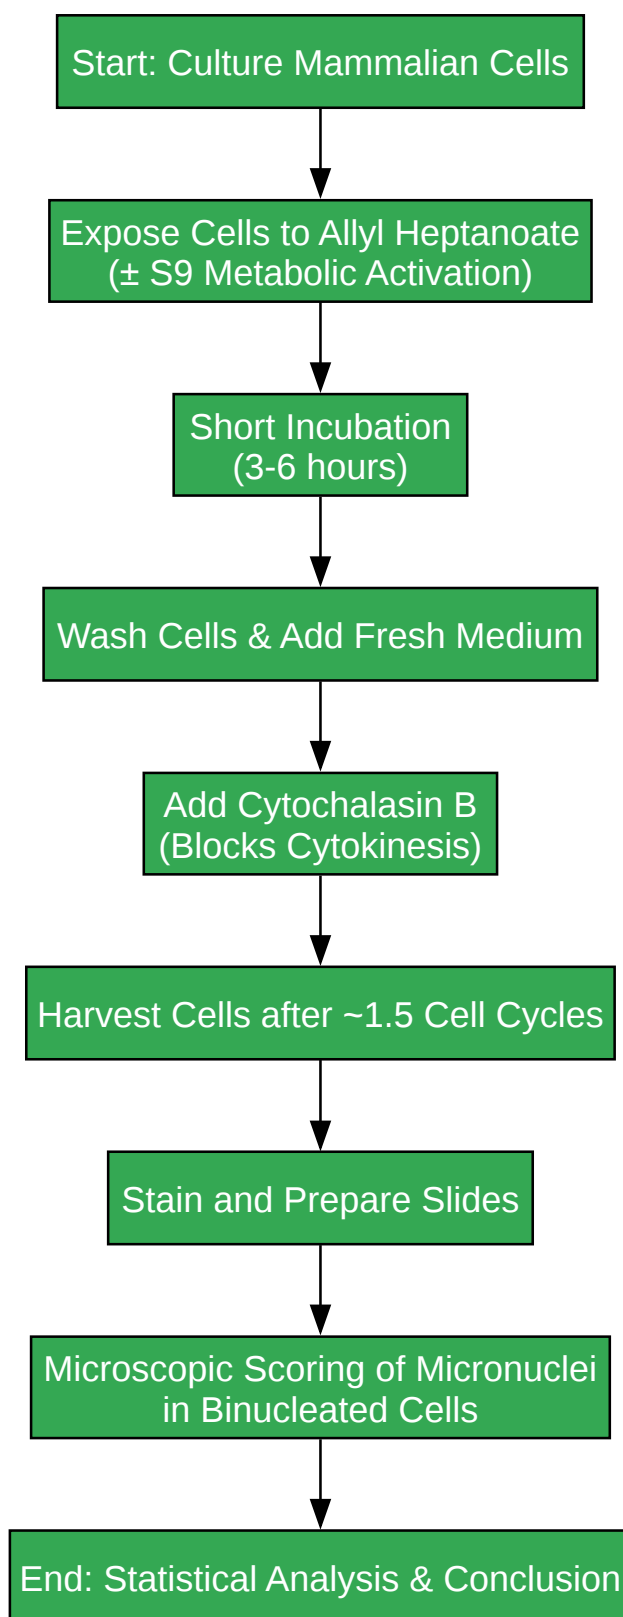 Start: Culture Mammalian Cells
Expose Cells to Allyl Heptanoate
(± S9 Metabolic Activation)
Short Incubation
(3-6 hours)
Wash Cells & Add Fresh Medium
Add Cytochalasin B
(Blocks Cytokinesis)
Harvest Cells after ~1.5 Cell Cycles
Stain and Prepare Slides
Microscopic Scoring of Micronuclei
in Binucleated Cells
End: Statistical Analysis & Conclusion